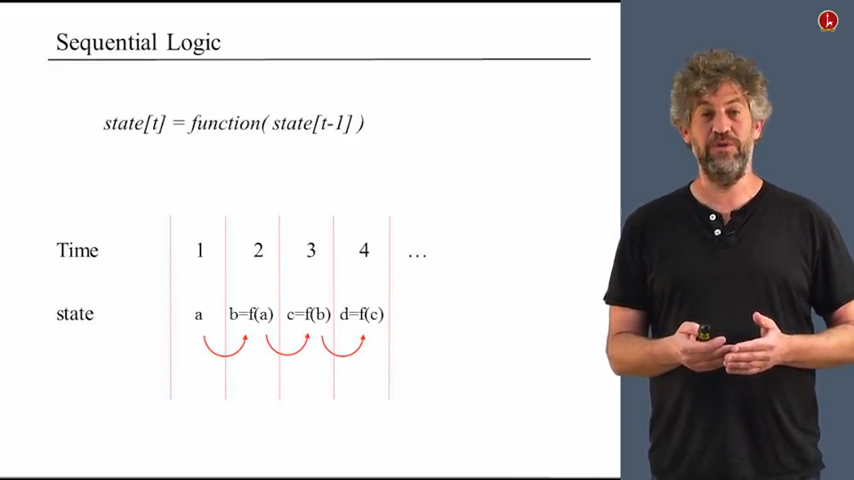 Sequential Logic
state[t] = function( state[t-1] )
Time 1 2 3 4 ...
state a b=f(a) c=f(b) d=f(c)